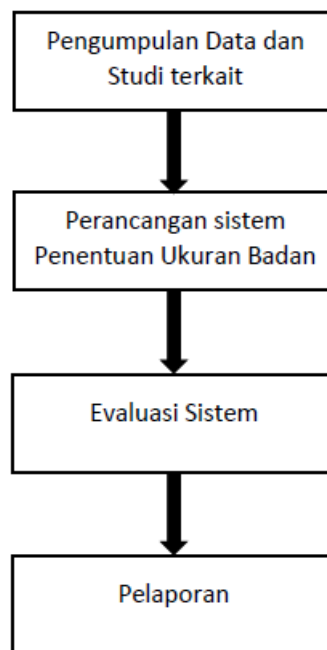 Pengumpulan Data dan
Studi terkait
Perancangan sistem
Penentuan Ukuran Badan
Evaluasi Sistem
Pelaporan